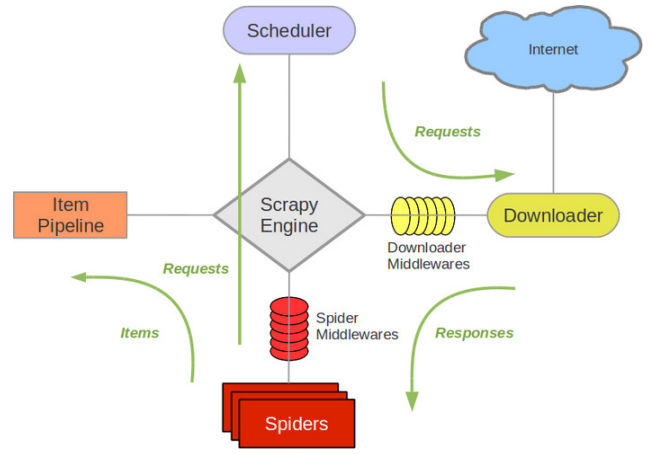 Scheduler
Internet
Requests
Item
Pipeline
Scrapy
Engine
Downloader
Downloader
Middlewares
Requests
Spider
Middlewares
Items
Responses
Spiders